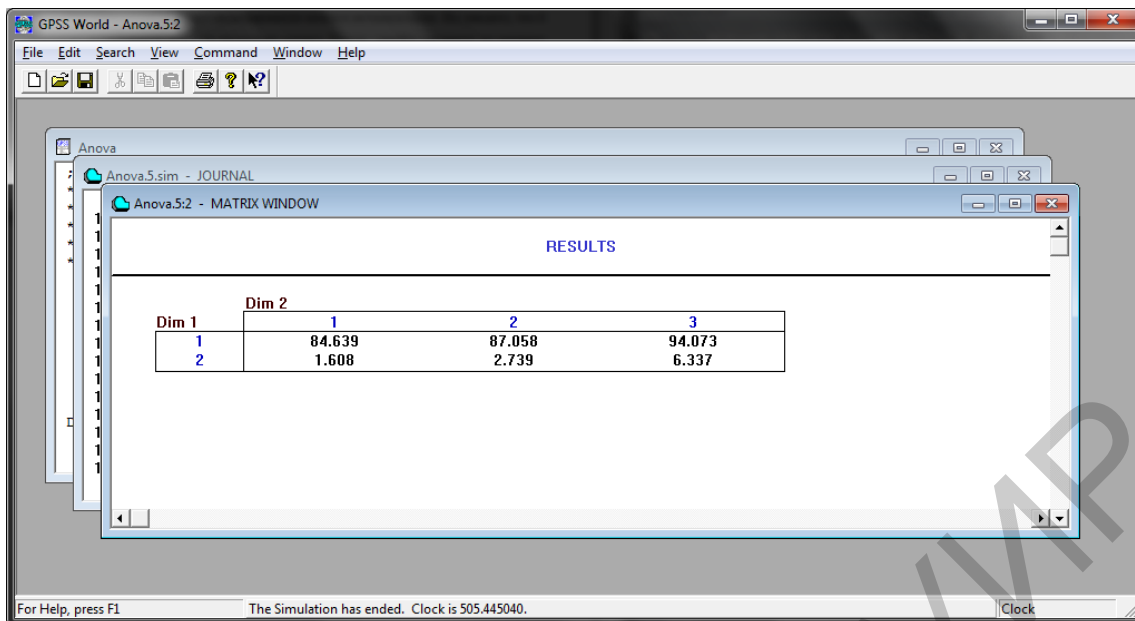 GPSS World - Anova.5:2
File Edit Search View Command Window Help
Anova
Anova.5.sim - JOURNAL
Anova.5:2 - MATRIX WINDOW
RESULTS
Dim 2
Dim 1 1 2 3
1 84.639 87.058 94.073
2 1.608 2.739 6.337
For Help, press F1 The Simulation has ended. Clock is 505.445040. Clock